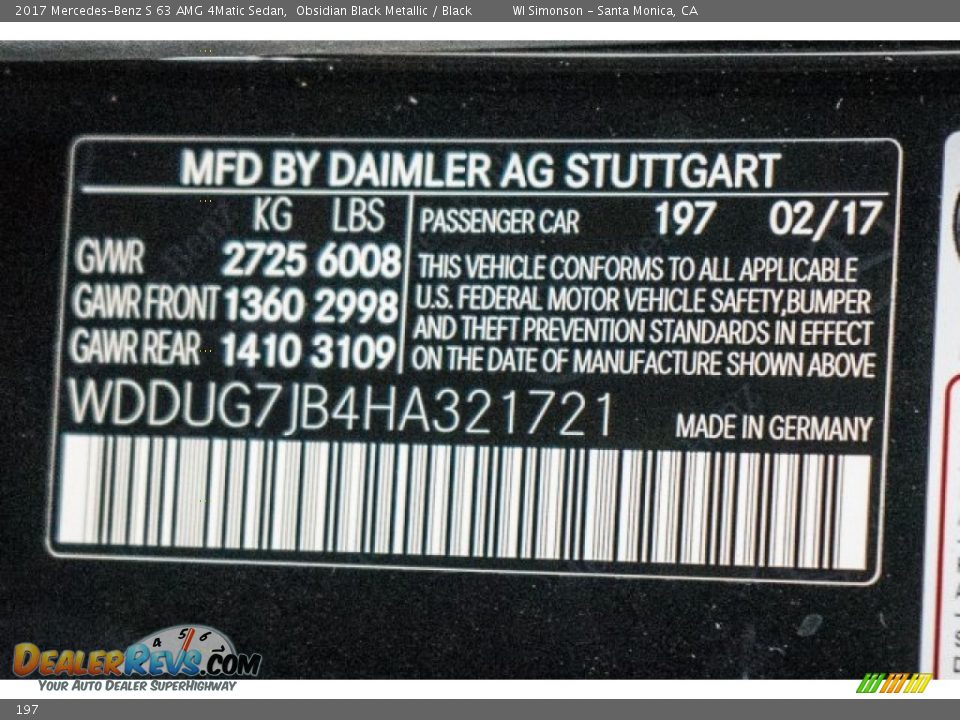 2017 Mercedes-Benz S 63 AMG 4Matic Sedan, Obsidian Black Metallic / Black WI Simonson - Santa Monica, CA
MFD BY DAIMLER AG STUTTGART
KG LBS
GVWR 2725 6008
GAWR FRONT 1360 2998
GAWR REAR 1410 3109
PASSENGER CAR 197 02/17
THIS VEHICLE CONFORMS TO ALL APPLICABLE
U.S. FEDERAL MOTOR VEHICLE SAFETY,BUMPER
AND THEFT PREVENTION STANDARDS IN EFFECT
ON THE DATE OF MANUFACTURE SHOWN ABOVE
WDDUG7JB4HA321721
MADE IN GERMANY
4 5 6
DEALERREVS.COM
YOUR AUTO DEALER SUPERHIGHWAY
197